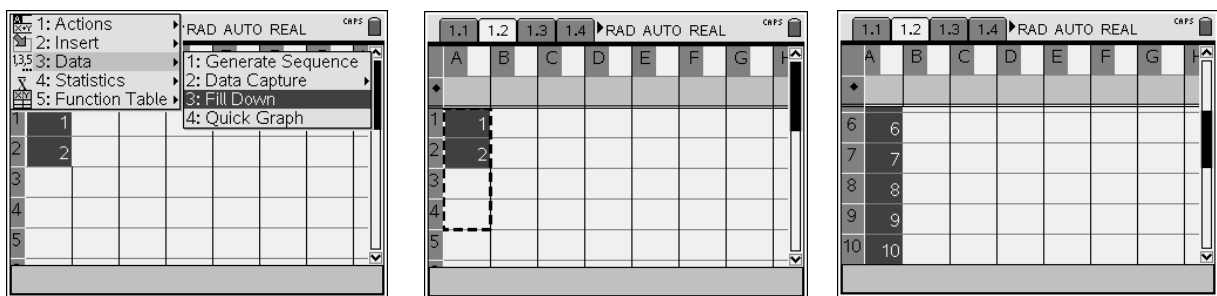 1: Actions
2: Insert
3: Data
4: Statistics
5: Function Table
1: Generate Sequence
2: Data Capture
3: Fill Down
4: Quick Graph
RAD AUTO REAL
CAPS
1 1
2 2
3
4
5
1.1 1.2 1.3 1.4 RAD AUTO REAL CAPS
A B C D E F G H
1 1
2 2
3
4
5
1.1 1.2 1.3 1.4 RAD AUTO REAL CAPS
A B C D E F G H
6 6
7 7
8 8
9 9
10 10